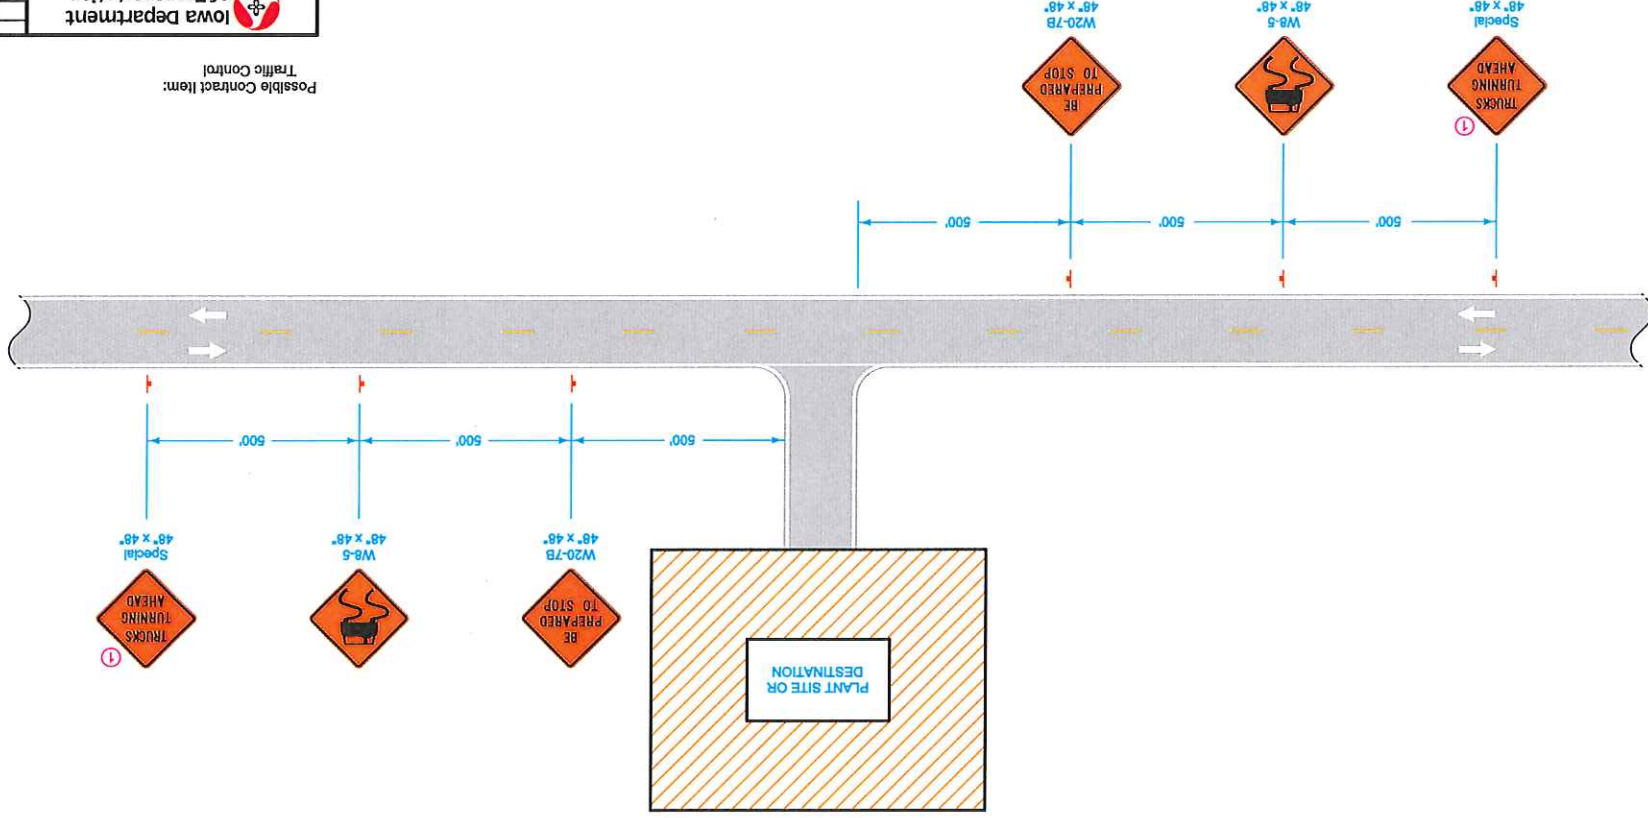 PLANT SITE OR
DESTINATION
BE
PREPARED
TO STOP
W20-7B
48" x 48"
W8-5
48" x 48"
①
TRUCKS
TURNING
AHEAD
Special
48" x 48"
500'
500'
500'
500'
500'
500'
①
TRUCKS
TURNING
AHEAD
Special
48" x 48"
W8-5
48" x 48"
BE
PREPARED
TO STOP
W20-7B
48" x 48"
Possible Contract Item:
Traffic Control
Iowa Department